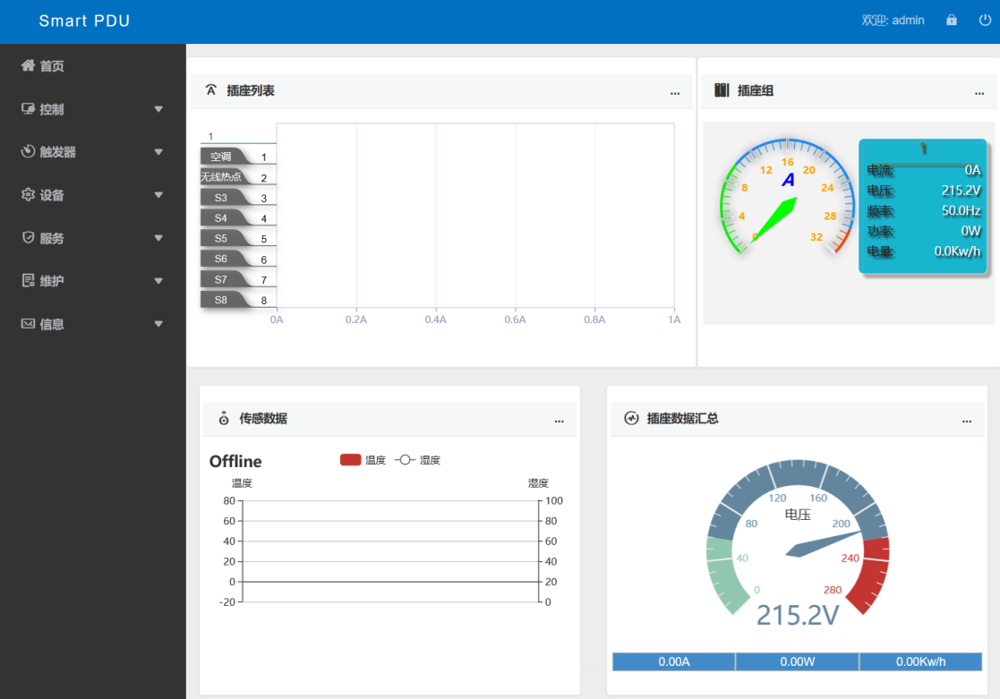 Smart PDU
欢迎: admin
首页
控制
触发器
设备
服务
维护
信息
插座列表
...
1
空调 1
无线热点 2
S3 3
S4 4
S5 5
S6 6
S7 7
S8 8
0A 0.2A 0.4A 0.6A 0.8A 1A
插座组
...
0 4 8 12 16 20 24 28 32
A
1
电流: 0A
电压: 215.2V
频率: 50.0Hz
功率: 0W
电量: 0.0Kw/h
传感数据
...
Offline
温度 湿度
温度 湿度
80 100
60 80
40 60
20 40
0 20
-20 0
插座数据汇总
...
0 40 80 120 160 200 240 280
电压
215.2V
0.00A 0.00W 0.00Kw/h